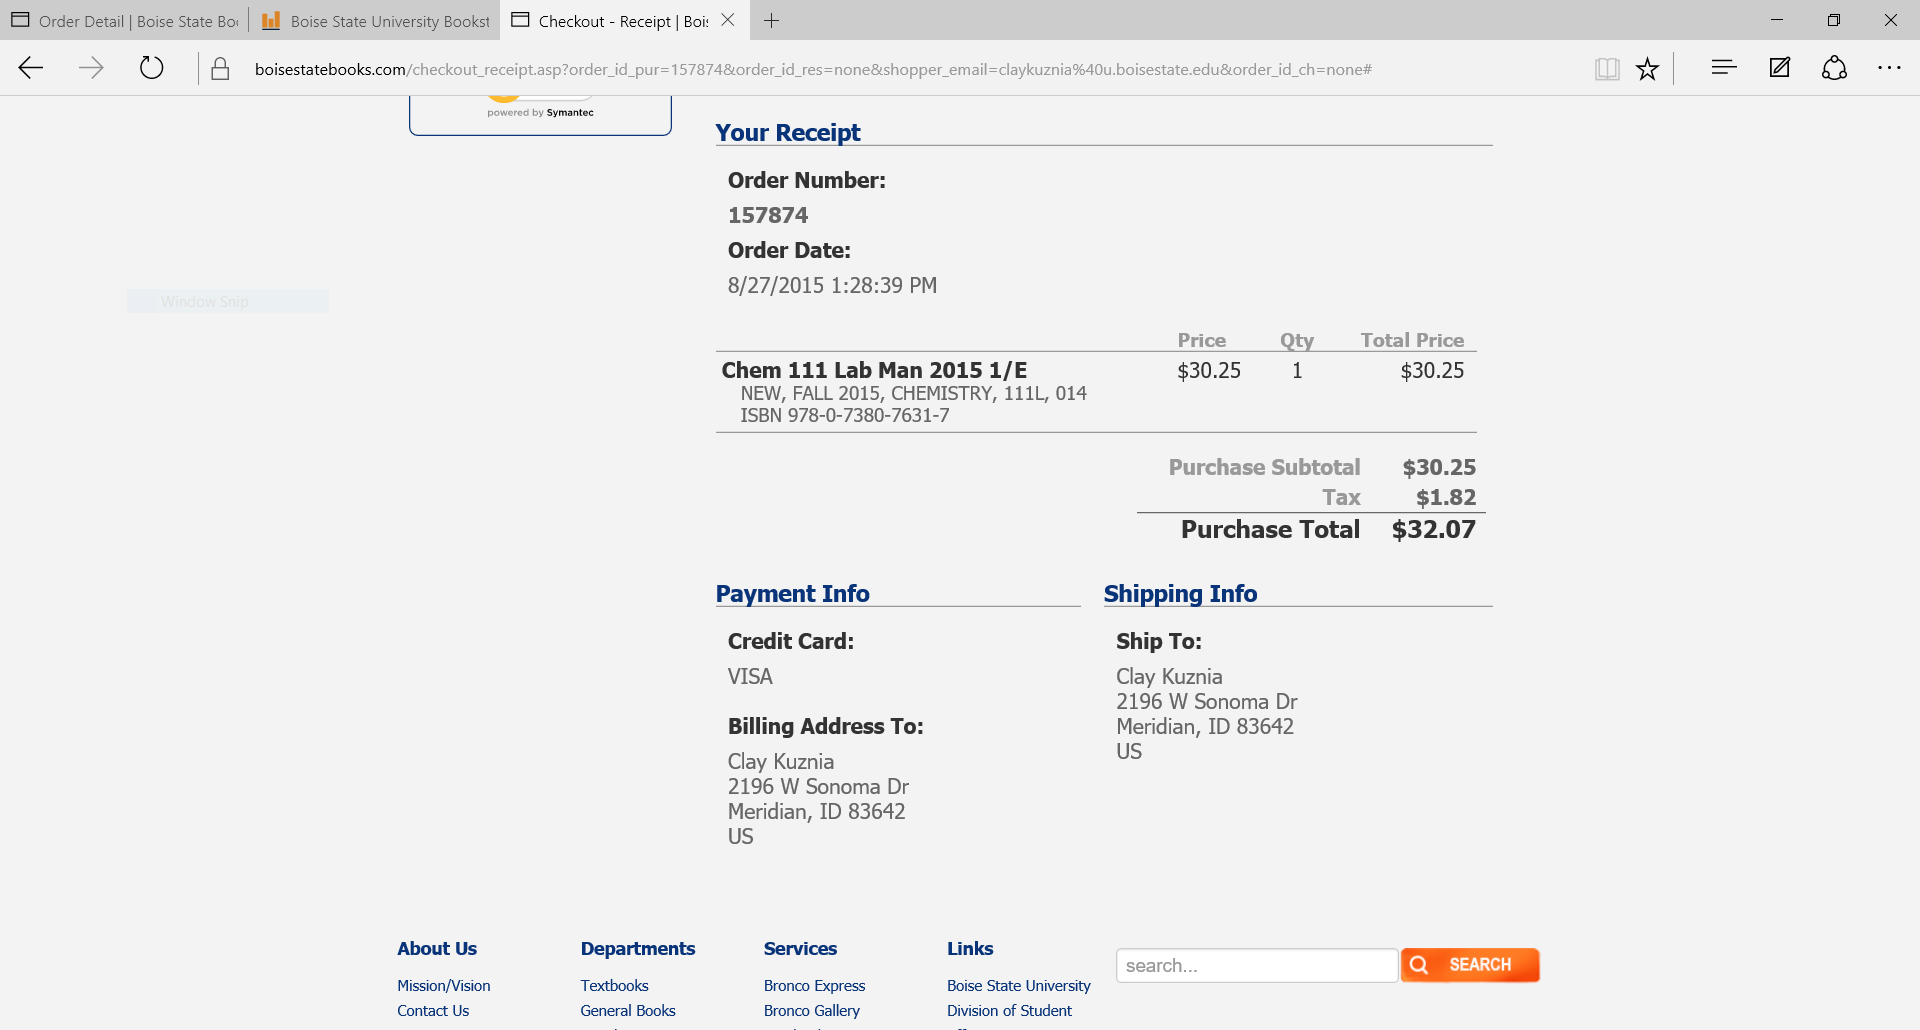 Order Detail | Boise State Boo
Boise State University Bookst
Checkout - Receipt | Bois
boisestatebooks.com/checkout_receipt.asp?order_id_pur=157874&order_id_res=none&shopper_email=claykuznia%40u.boisestate.edu&order_id_ch=none#
powered by Symantec
Your Receipt
Order Number:
157874
Order Date:
8/27/2015 1:28:39 PM
Window Snip
Price Qty Total Price
Chem 111 Lab Man 2015 1/E $30.25 1 $30.25
NEW, FALL 2015, CHEMISTRY, 111L, 014
ISBN 978-0-7380-7631-7
Purchase Subtotal $30.25
Tax $1.82
Purchase Total $32.07
Payment Info
Credit Card:
VISA
Billing Address To:
Clay Kuznia
2196 W Sonoma Dr
Meridian, ID 83642
US
Shipping Info
Ship To:
Clay Kuznia
2196 W Sonoma Dr
Meridian, ID 83642
US
About Us
Mission/Vision
Contact Us
Departments
Textbooks
General Books
Services
Bronco Express
Bronco Gallery
Links
Boise State University
Division of Student
search...
SEARCH